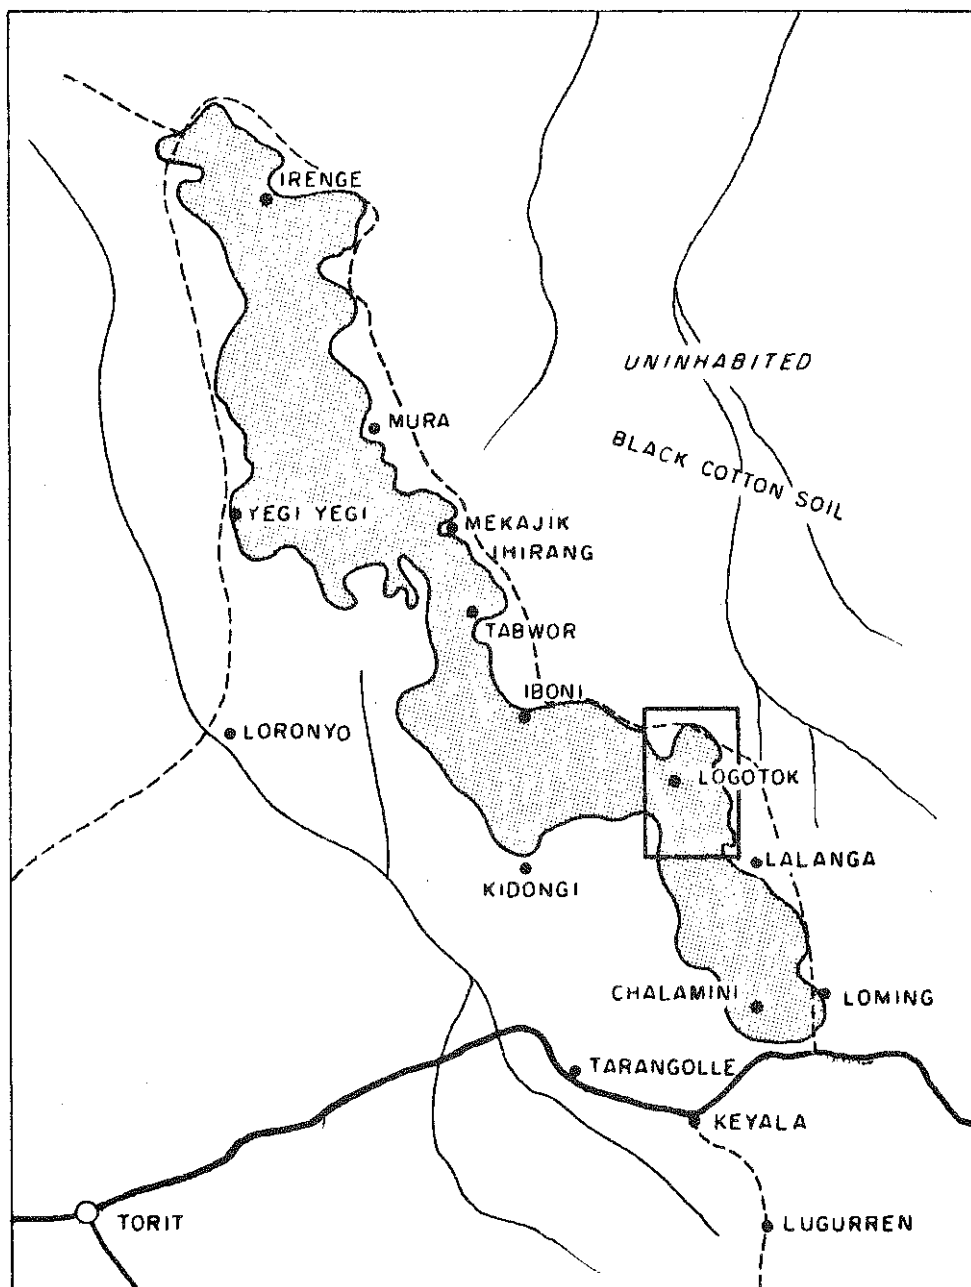 IRENGE
UNINHABITED
MURA
BLACK COTTON SOIL
YEGI YEGI
MEKAJIK
IHIRANG
TABWOR
IBONI
LORONYO
LOGOTOK
LALANGA
KIDONGI
CHALAMINI
LOMING
TARANGOLLE
KEYALA
TORIT
LUGURREN